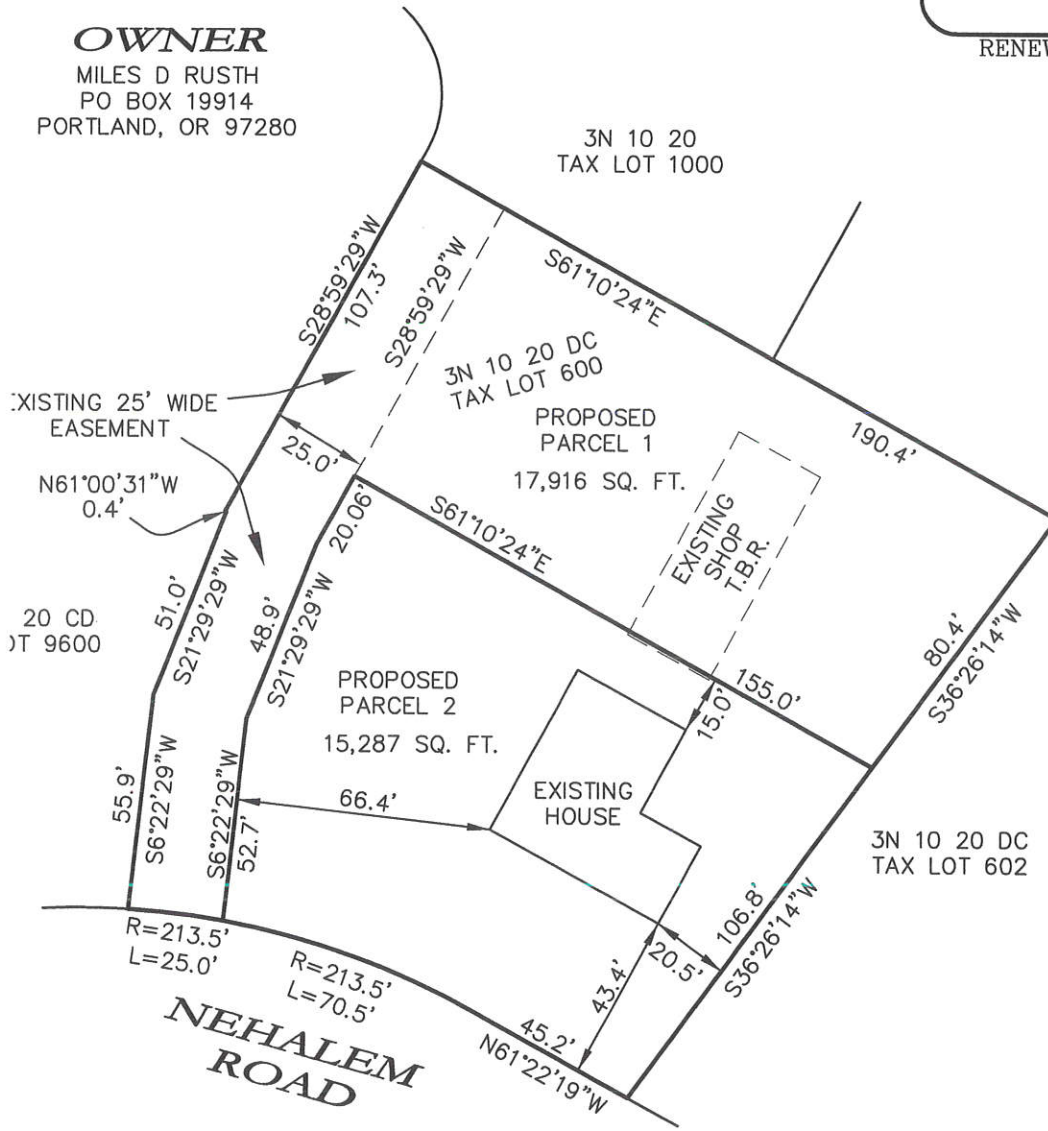 OWNER
MILES D RUSTH
PO BOX 19914
PORTLAND, OR 97280
3N 10 20
TAX LOT 1000
S28°59'29"W
107.3'
S28°59'29"W
S61°10'24"E
190.4'
3N 10 20 DC
TAX LOT 600
PROPOSED
PARCEL 1
17,916 SQ. FT.
XISTING 25' WIDE
EASEMENT
25.0'
N61°00'31"W
0.4'
EXISTING
SHOP
T.B.R.
20.06'
S61°10'24"E
155.0'
80.4'
S36°26'14"W
51.0'
S21°29'29"W
48.9'
S21°29'29"W
20 CD
OT 9600
PROPOSED
PARCEL 2
15,287 SQ. FT.
15.0'
EXISTING
HOUSE
66.4'
55.9'
S6°22'29"W
S6°22'29"W
52.7'
3N 10 20 DC
TAX LOT 602
106.8'
S36°26'14"W
20.5'
43.4'
R=213.5'
L=25.0'
R=213.5'
L=70.5'
45.2'
N61°22'19"W
NEHALEM
ROAD